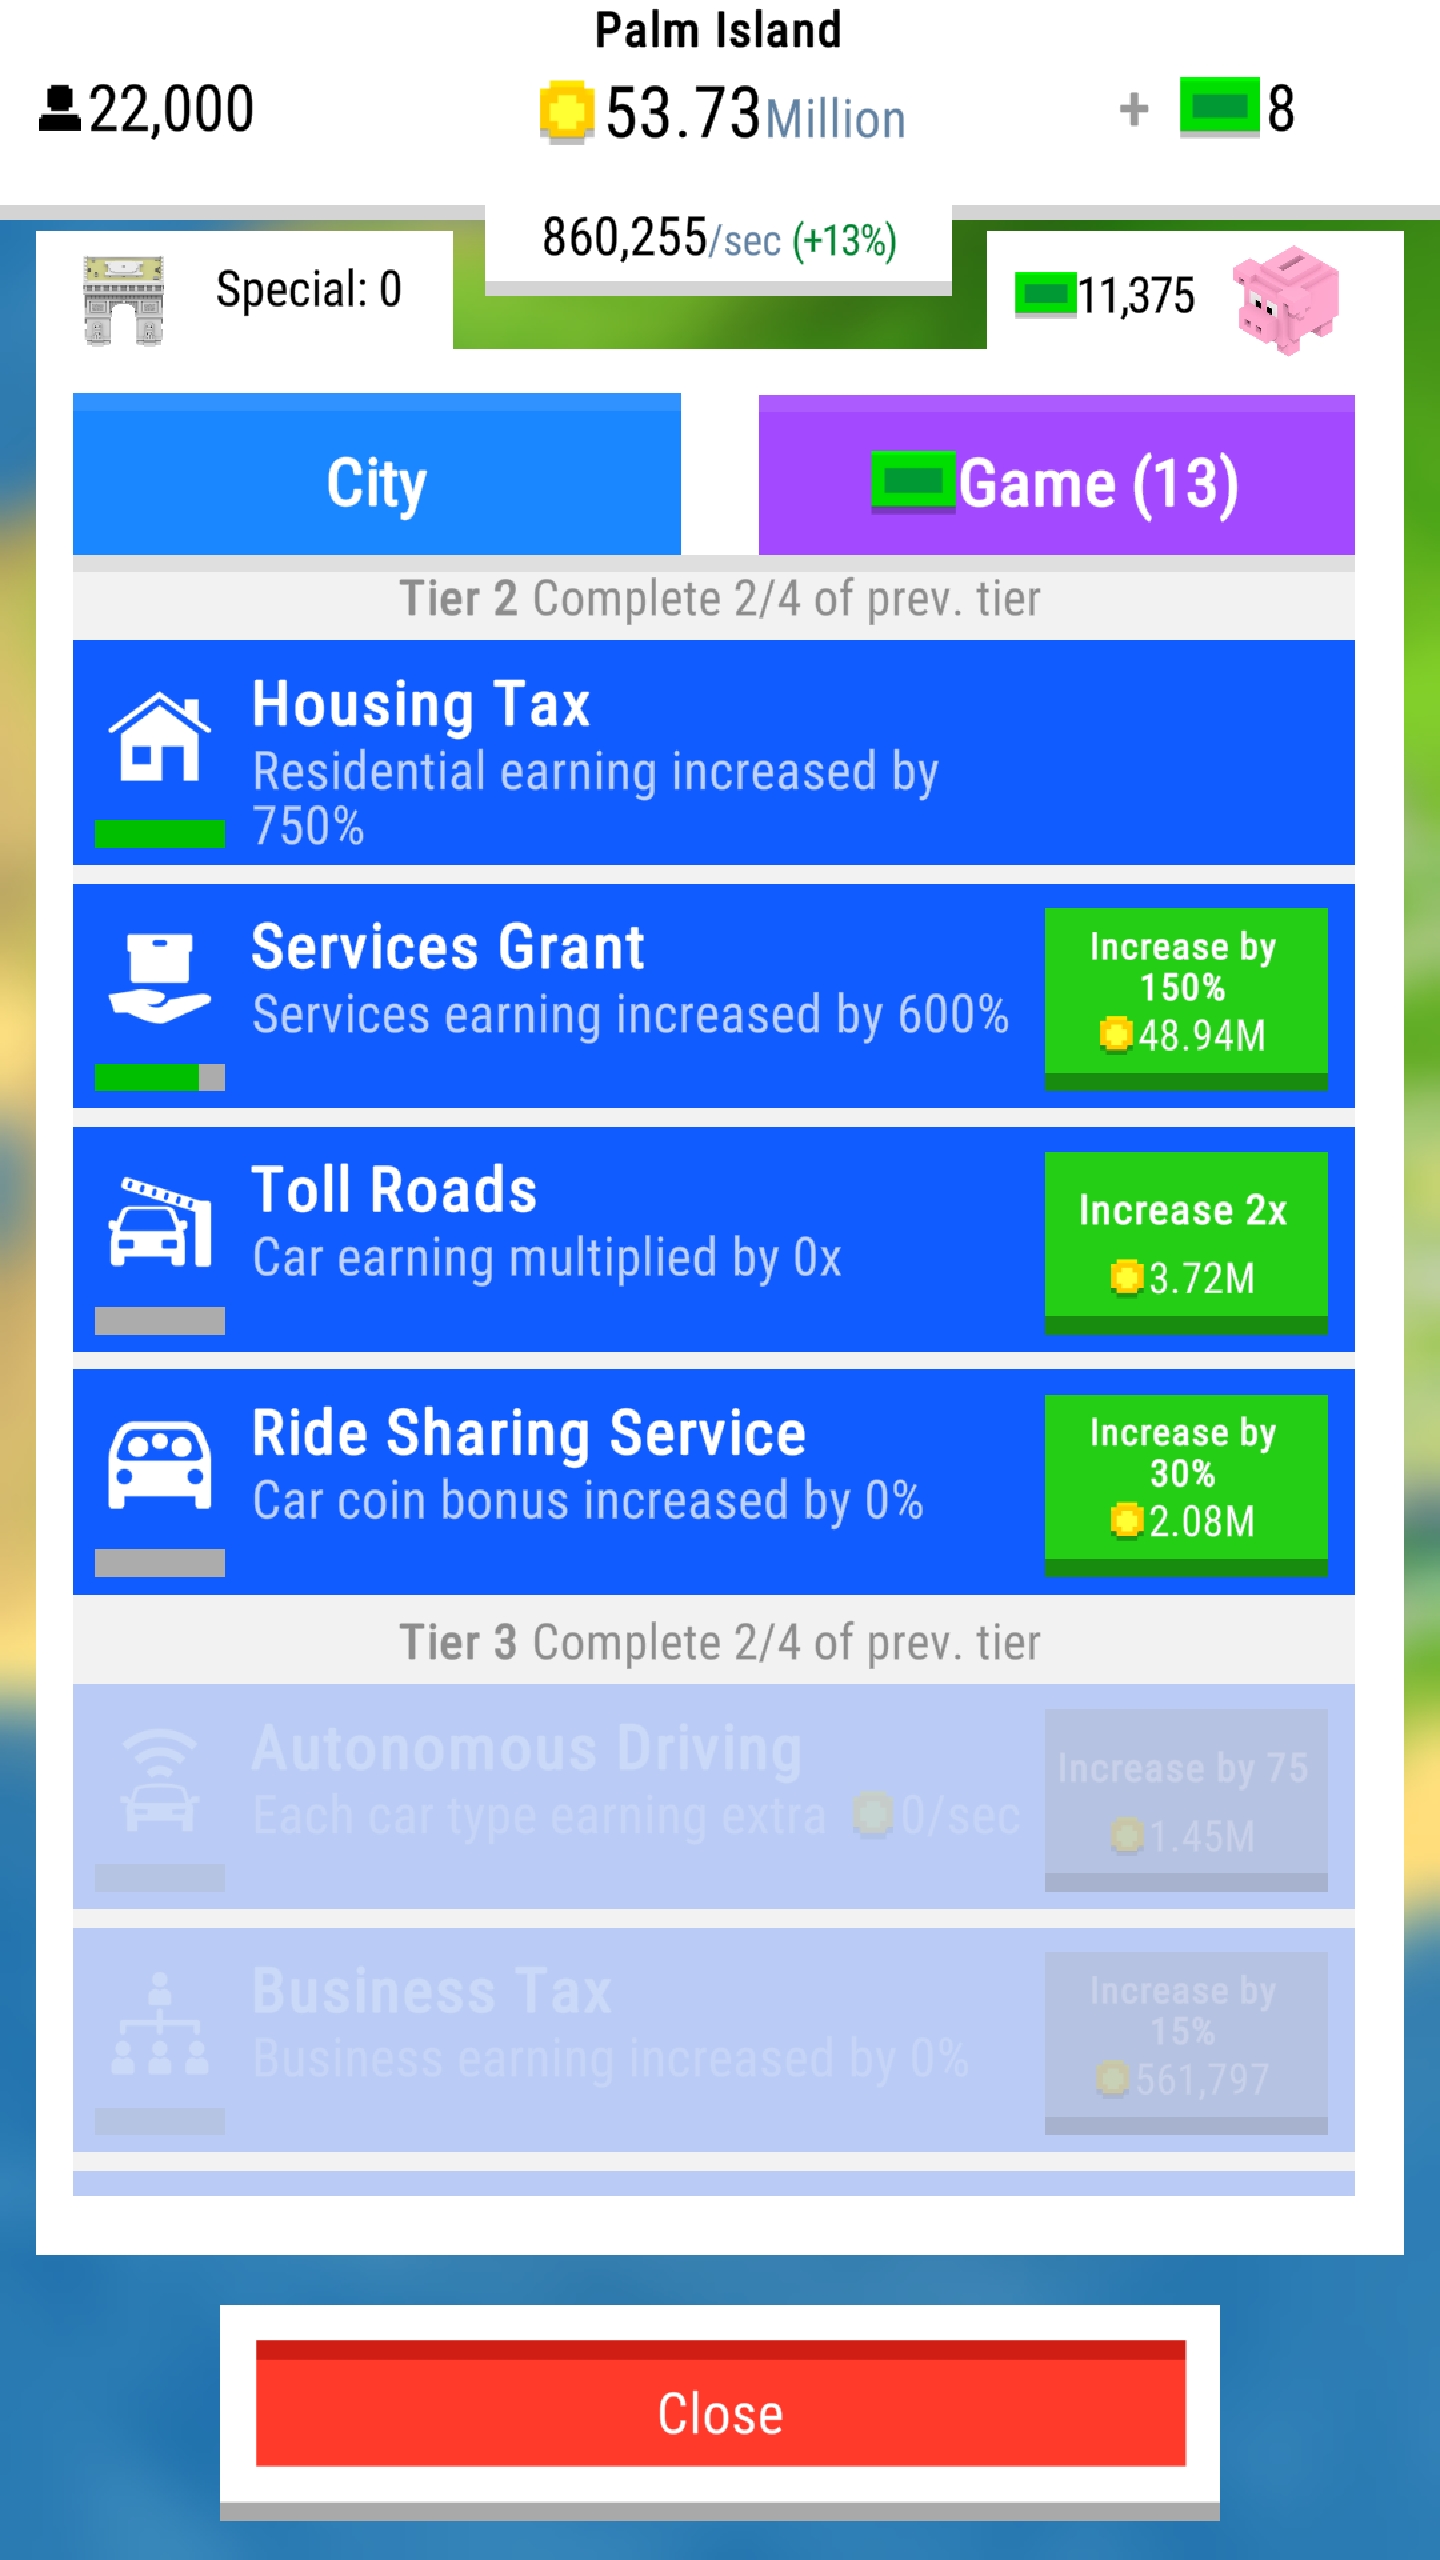 Palm Island
22,000
53.73Million
+ 8
860,255/sec (+13%)
Special: 0
11,375
City
Game (13)
Tier 2 Complete 2/4 of prev. tier
Housing Tax
Residential earning increased by
750%
Services Grant
Services earning increased by 600%
Increase by
150%
48.94M
Toll Roads
Car earning multiplied by 0x
Increase 2x
3.72M
Ride Sharing Service
Car coin bonus increased by 0%
Increase by
30%
2.08M
Tier 3 Complete 2/4 of prev. tier
Autonomous Driving
Each car type earning extra 0/sec
Increase by 75
1.45M
Business Tax
Business earning increased by 0%
Increase by
15%
561,797
Close